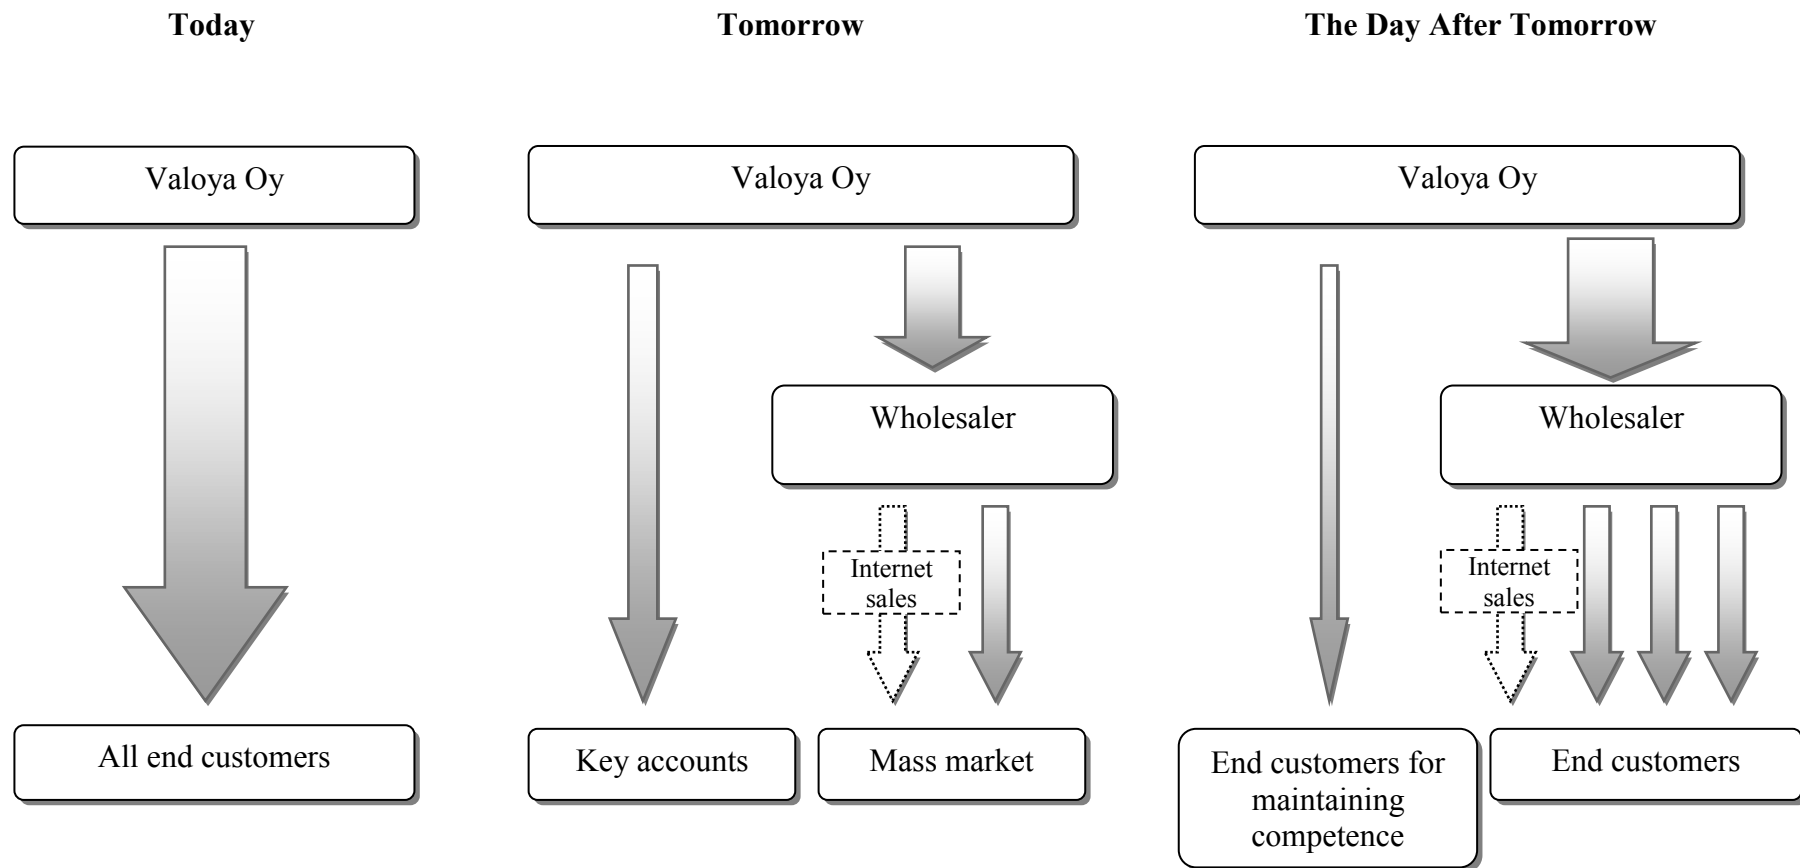 Today
Tomorrow
The Day After Tomorrow
Valoya Oy
Valoya Oy
Valoya Oy
Wholesaler
Wholesaler
Internet
sales
Internet
sales
All end customers
Key accounts
Mass market
End customers for
maintaining
competence
End customers